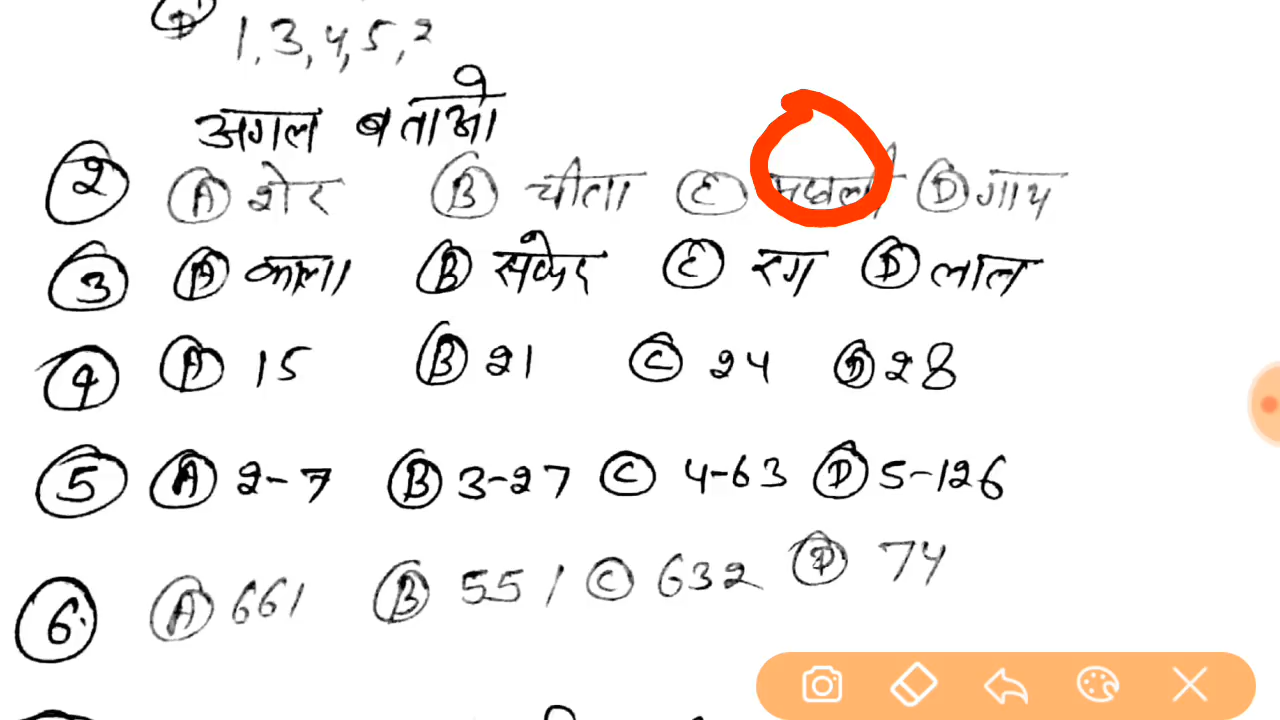 D 1, 3, 4, 5, 2
अगल बताओ
2 A शेर B चीता C मछली D गाय
3 A काला B सफेद C रग D लाल
4 A 15 B 21 C 24 D 28
5 A 2-7 B 3-27 C 4-63 D 5-126
6. A 661 B 551 C 632 D 74